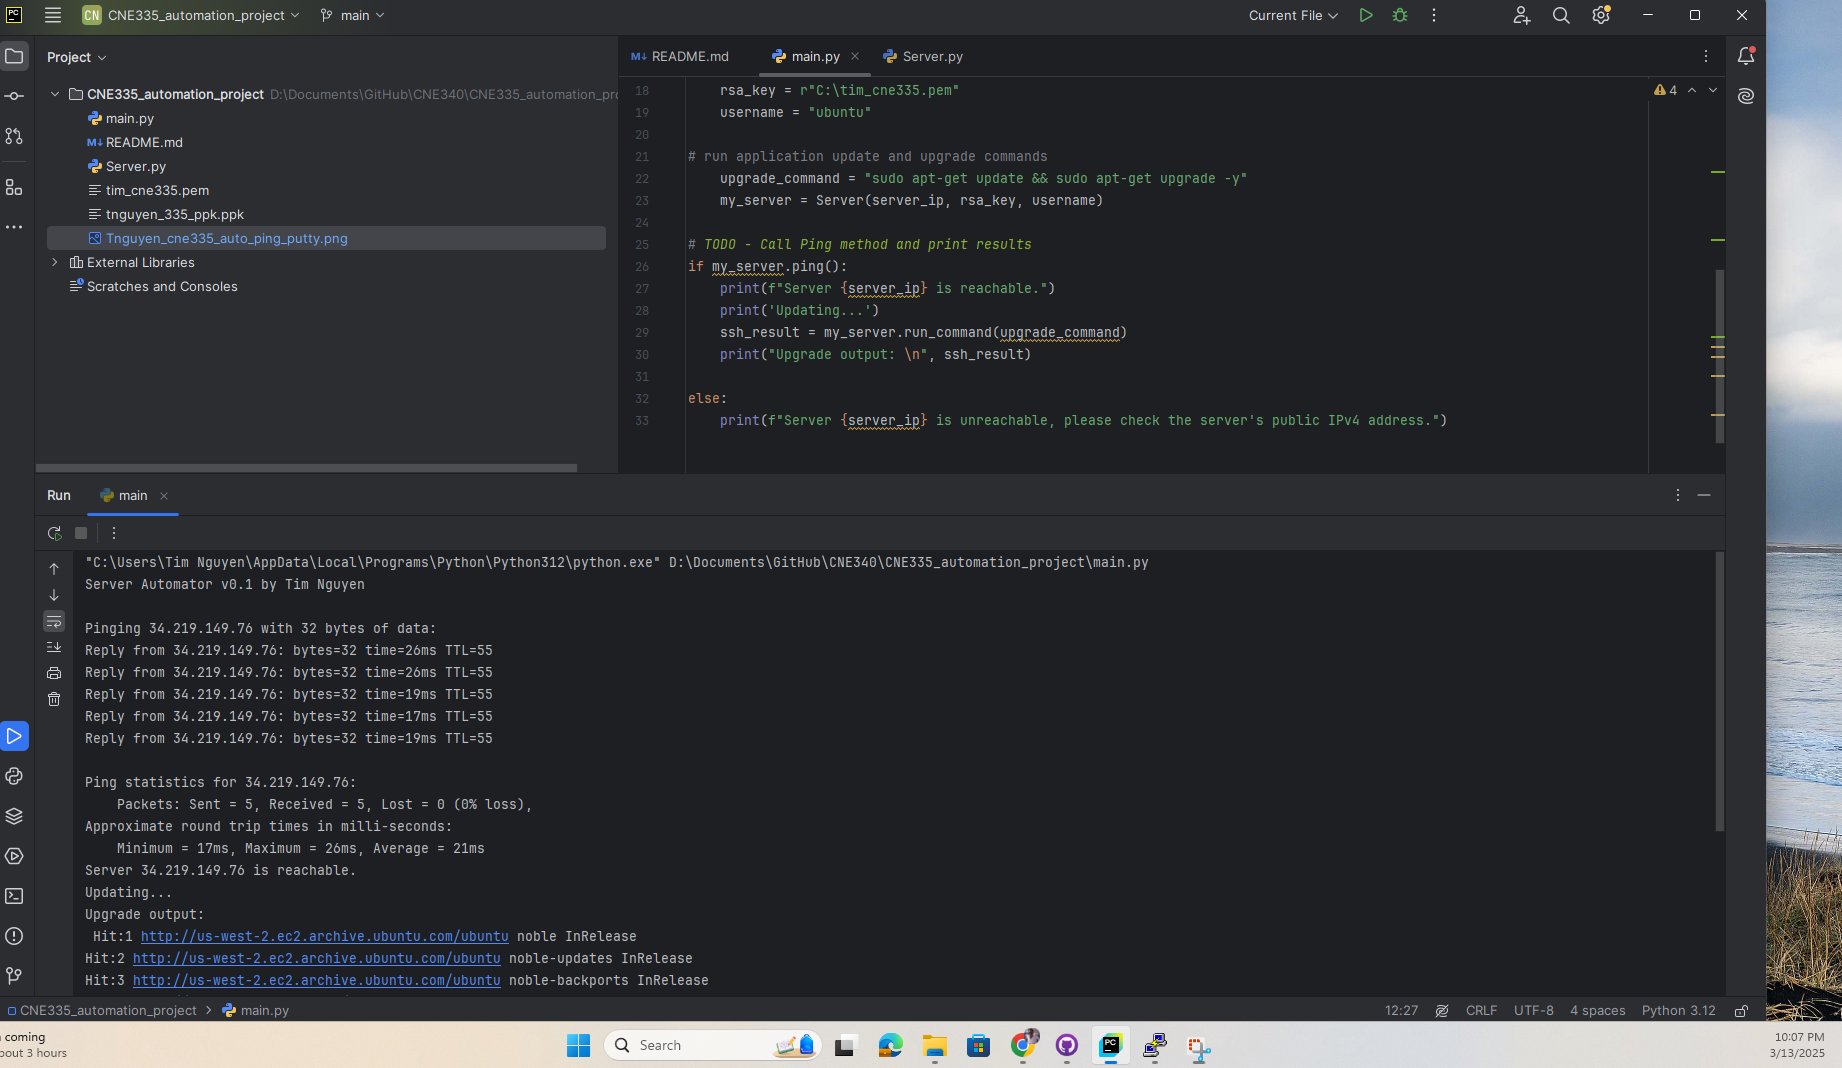 PC
CN CNE335_automation_project
main
Current File
Project
CNE335_automation_project D:\Documents\GitHub\CNE340\CNE335_automation_pro
main.py
README.md
Server.py
tim_cne335.pem
tnguyen_335_ppk.ppk
Tnguyen_cne335_auto_ping_putty.png
External Libraries
Scratches and Consoles
M↓ README.md
main.py
Server.py
4
18 rsa_key = r"C:\tim_cne335.pem"
19 username = "ubuntu"
20
21 # run application update and upgrade commands
22 upgrade_command = "sudo apt-get update && sudo apt-get upgrade -y"
23 my_server = Server(server_ip, rsa_key, username)
24
25 # TODO - Call Ping method and print results
26 if my_server.ping():
27 print(f"Server {server_ip} is reachable.")
28 print('Updating...')
29 ssh_result = my_server.run_command(upgrade_command)
30 print("Upgrade output: \n", ssh_result)
31
32 else:
33 print(f"Server {server_ip} is unreachable, please check the server's public IPv4 address.")
Run
main
"C:\Users\Tim Nguyen\AppData\Local\Programs\Python\Python312\python.exe" D:\Documents\GitHub\CNE340\CNE335_automation_project\main.py
Server Automator v0.1 by Tim Nguyen
Pinging 34.219.149.76 with 32 bytes of data:
Reply from 34.219.149.76: bytes=32 time=26ms TTL=55
Reply from 34.219.149.76: bytes=32 time=26ms TTL=55
Reply from 34.219.149.76: bytes=32 time=19ms TTL=55
Reply from 34.219.149.76: bytes=32 time=17ms TTL=55
Reply from 34.219.149.76: bytes=32 time=19ms TTL=55
Ping statistics for 34.219.149.76:
Packets: Sent = 5, Received = 5, Lost = 0 (0% loss),
Approximate round trip times in milli-seconds:
Minimum = 17ms, Maximum = 26ms, Average = 21ms
Server 34.219.149.76 is reachable.
Updating...
Upgrade output:
Hit:1 http://us-west-2.ec2.archive.ubuntu.com/ubuntu noble InRelease
Hit:2 http://us-west-2.ec2.archive.ubuntu.com/ubuntu noble-updates InRelease
Hit:3 http://us-west-2.ec2.archive.ubuntu.com/ubuntu noble-backports InRelease
CNE335_automation_project
main.py
12:27
CRLF
UTF-8
4 spaces
Python 3.12
coming
bout 3 hours
Search
PC
10:07 PM
3/13/2025